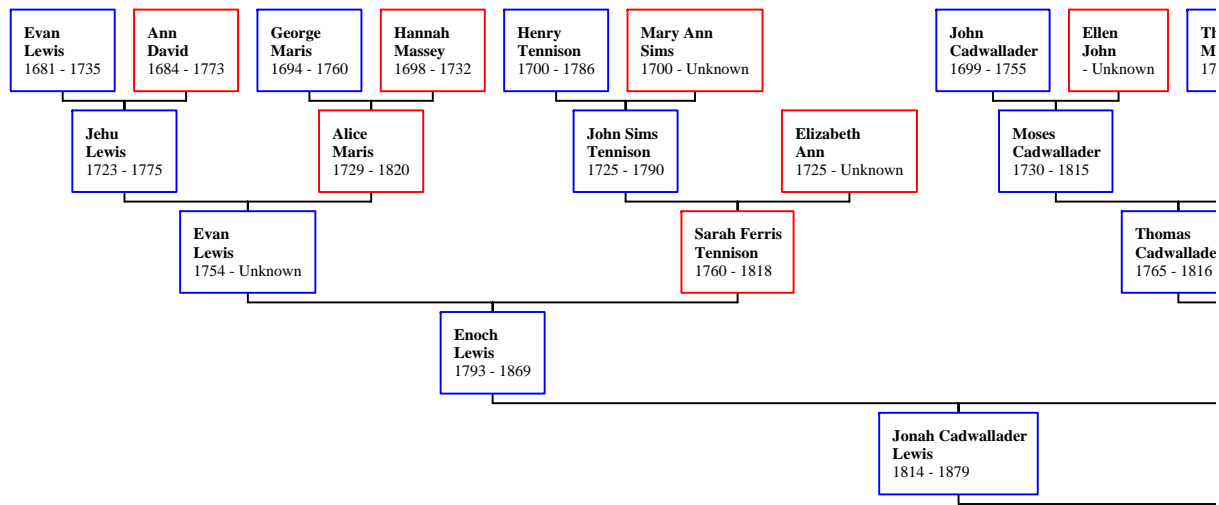 Evan
Lewis
1681 - 1735
Ann
David
1684 - 1773
George
Maris
1694 - 1760
Hannah
Massey
1698 - 1732
Henry
Tennison
1700 - 1786
Mary Ann
Sims
1700 - Unknown
John
Cadwallader
1699 - 1755
Ellen
John
- Unknown
Jehu
Lewis
1723 - 1775
Alice
Maris
1729 - 1820
John Sims
Tennison
1725 - 1790
Elizabeth
Ann
1725 - Unknown
Moses
Cadwallader
1730 - 1815
Evan
Lewis
1754 - Unknown
Sarah Ferris
Tennison
1760 - 1818
Thomas
Cadwallade
1765 - 1816
Enoch
Lewis
1793 - 1869
Jonah Cadwallader
Lewis
1814 - 1879